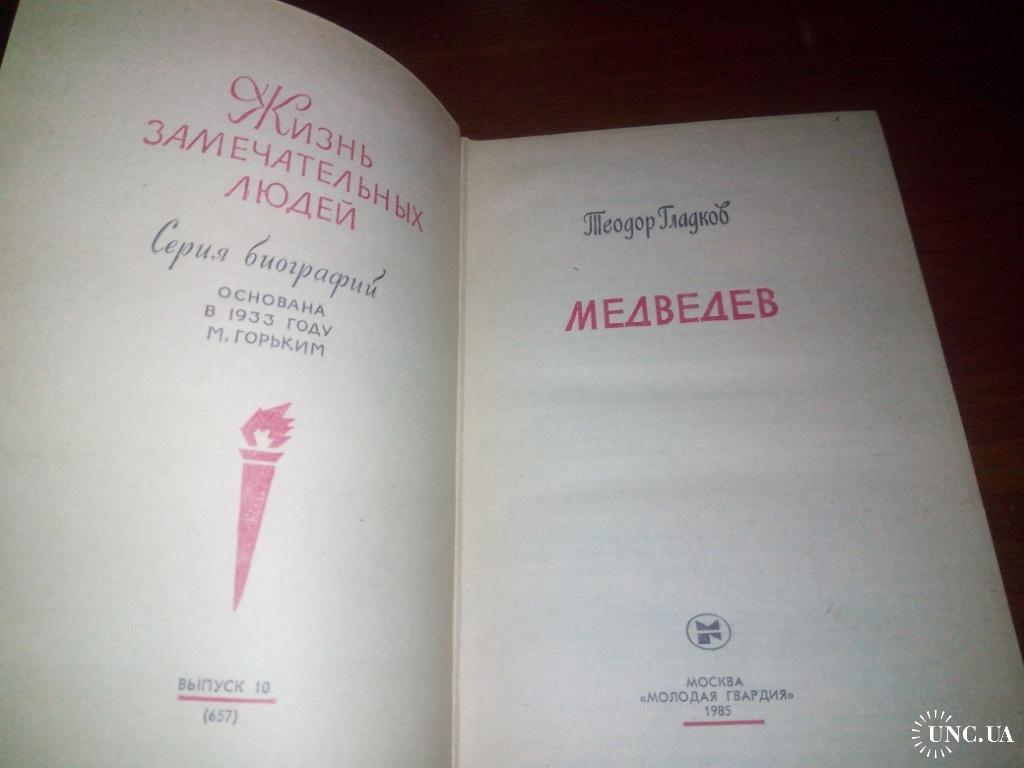 Жизнь
ЗАМЕЧАТЕЛЬНЫХ
ЛЮДЕЙ
Серия биографий
ОСНОВАНА
В 1933 ГОДУ
М. ГОРЬКИМ
ВЫПУСК 10
(657)
Теодор Гладков
МЕДВЕДЕВ
МОСКВА
«МОЛОДАЯ ГВАРДИЯ»
1985
UNC.UA